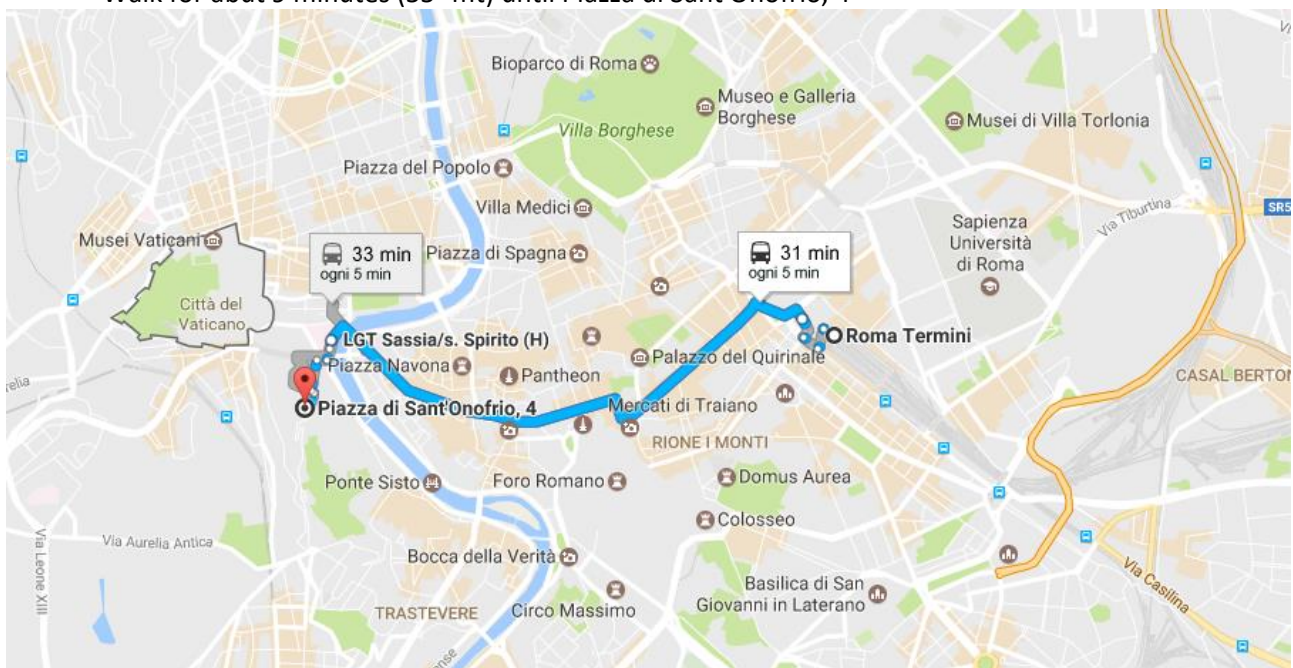 Bioparco di Roma
Museo e Galleria
Borghese
Musei di Villa Torlonia
Villa Borghese
Piazza del Popolo
Villa Medici
SR5
Via Tiburtina
Sapienza
Università
di Roma
Musei Vaticani
33 min
ogni 5 min
Piazza di Spagna
31 min
ogni 5 min
Città del
Vaticano
LGT Sassia/s. Spirito (H)
Roma Termini
Piazza Navona
Pantheon
Palazzo del Quirinale
CASAL BERTON
Piazza di Sant'Onofrio, 4
Mercati di Traiano
RIONE I MONTI
Ponte Sisto
Foro Romano
Domus Aurea
Colosseo
Via Aurelia Antica
Via Leone XIII
Bocca della Verità
Basilica di San
Giovanni in Laterano
Via Casilina
TRASTEVERE
Circo Massimo